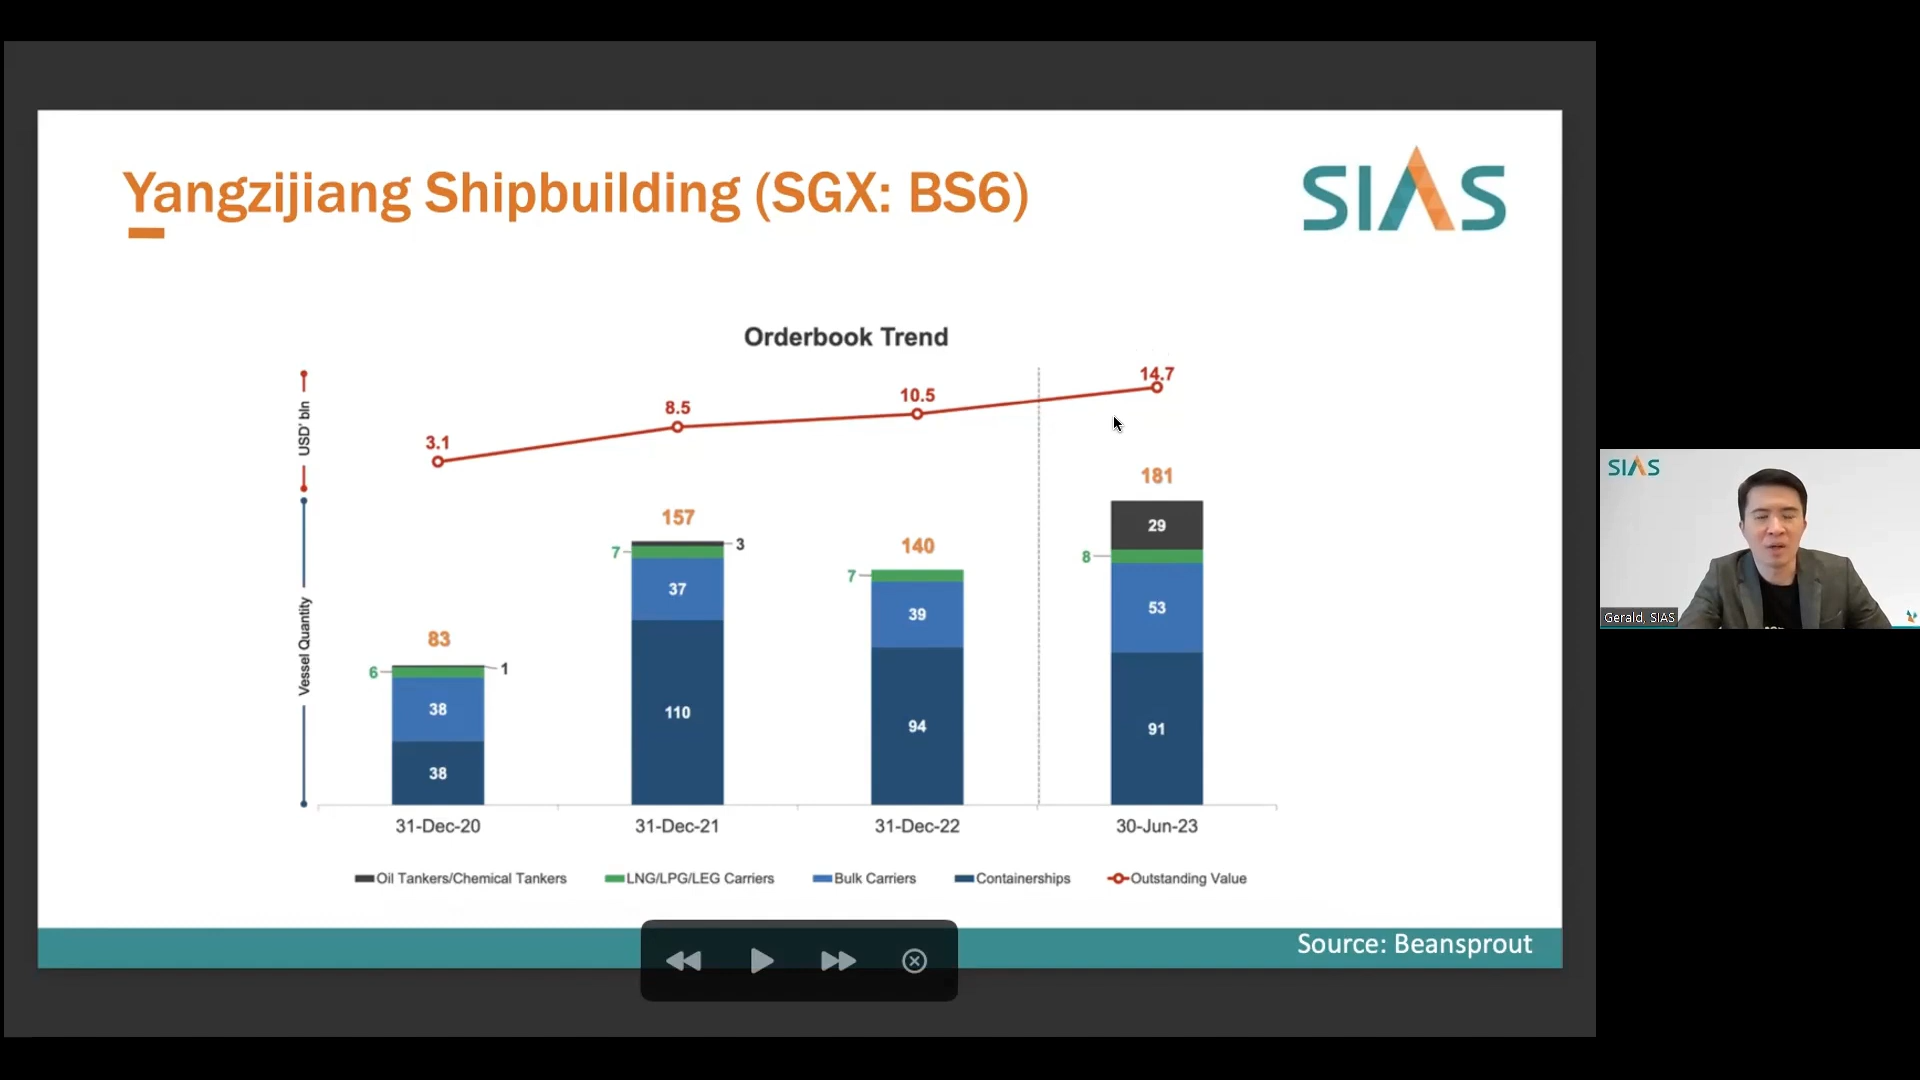 Yangzijiang Shipbuilding (SGX: BS6)
SIAS
Orderbook Trend
USD' bln
Vessel Quantity
3.1
8.5
10.5
14.7
83
157
140
181
6
1
38
38
7
3
37
110
7
39
94
29
8
53
91
31-Dec-20
31-Dec-21
31-Dec-22
30-Jun-23
Oil Tankers/Chemical Tankers
LNG/LPG/LEG Carriers
Bulk Carriers
Containerships
Outstanding Value
Source: Beansprout
SIAS
Gerald, SIAS